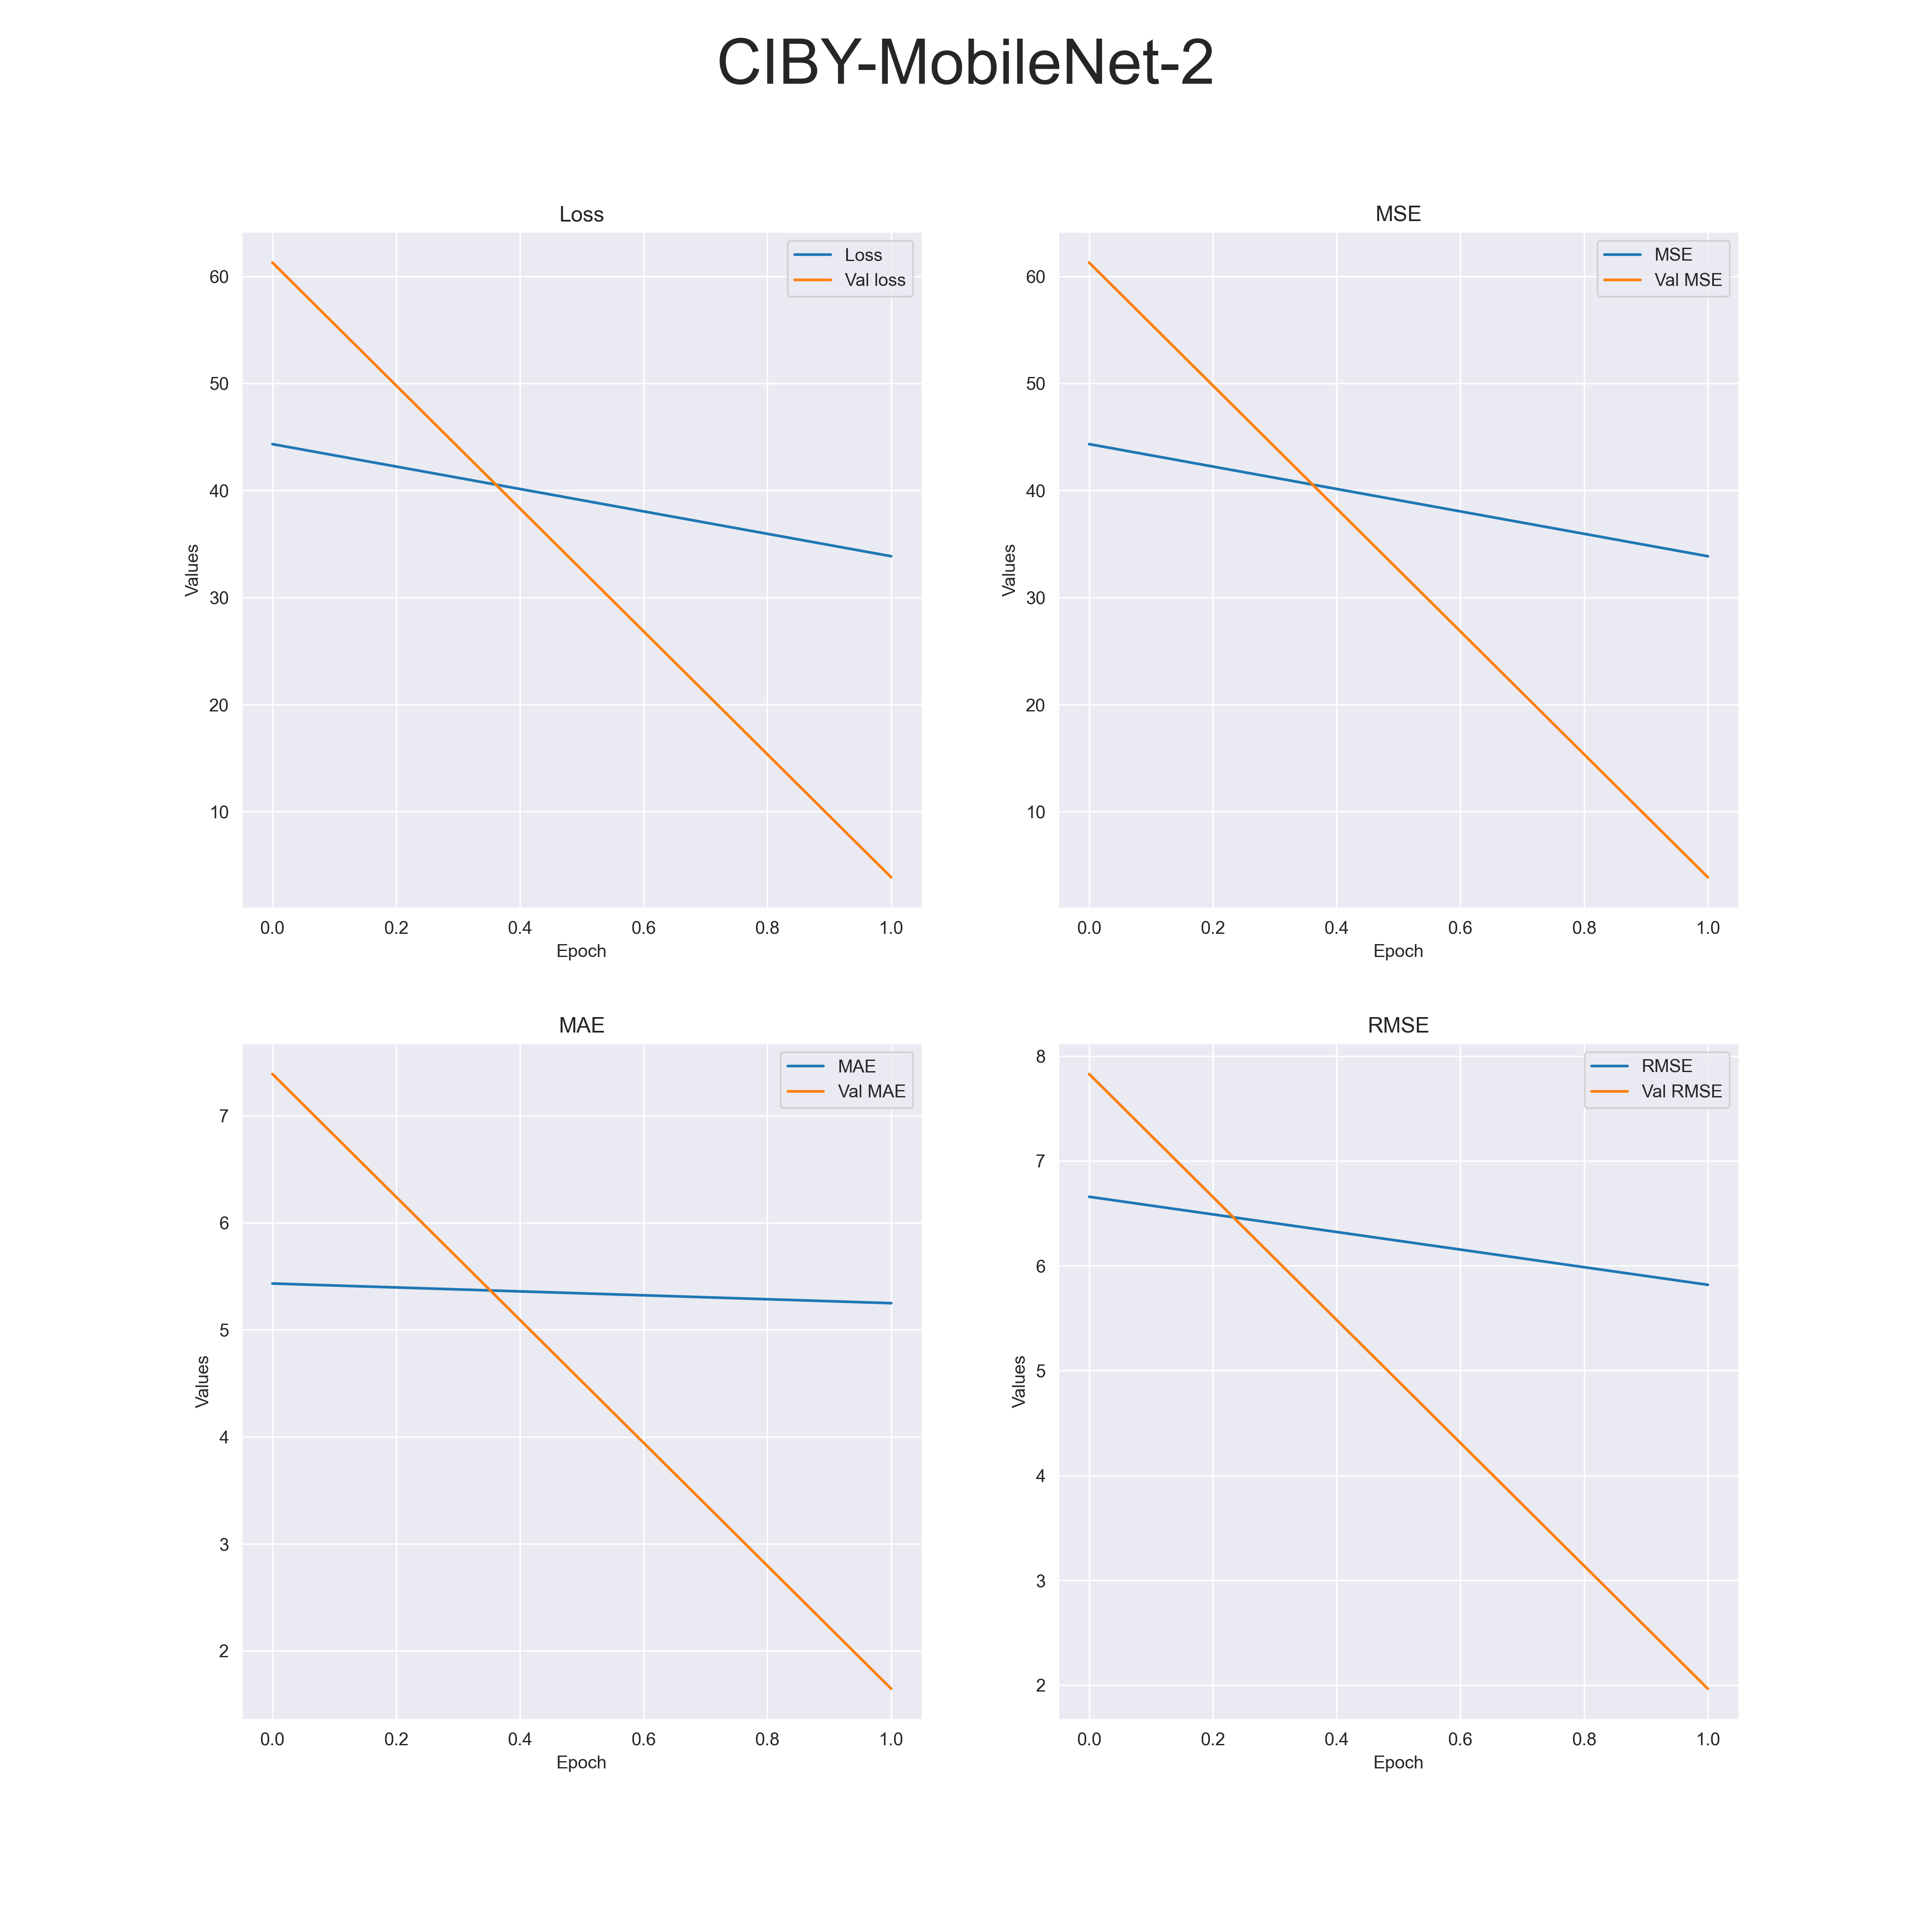 CIBY-MobileNet-2
Loss
Loss
Val loss
60
50
40
30
20
10
Values
0.0 0.2 0.4 0.6 0.8 1.0
Epoch
MSE
MSE
Val MSE
60
50
40
30
20
10
Values
0.0 0.2 0.4 0.6 0.8 1.0
Epoch
MAE
MAE
Val MAE
7
6
5
4
3
2
Values
0.0 0.2 0.4 0.6 0.8 1.0
Epoch
RMSE
RMSE
Val RMSE
8
7
6
5
4
3
2
Values
0.0 0.2 0.4 0.6 0.8 1.0
Epoch